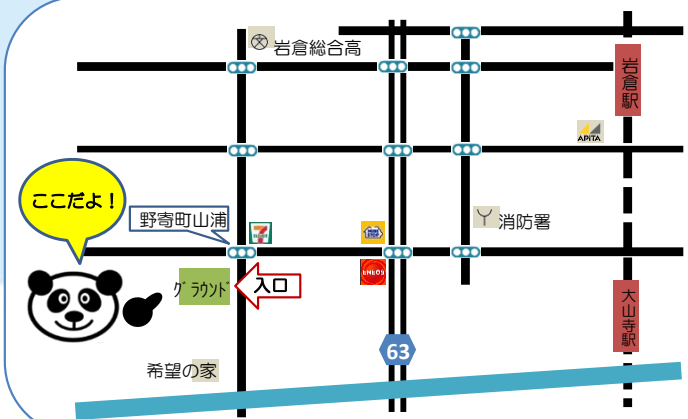 岩倉総合高
岩倉駅
APiTA
ここだよ！
野寄町山浦
消防署
ENEOS
グラウンド
入口
大山寺駅
63
希望の家